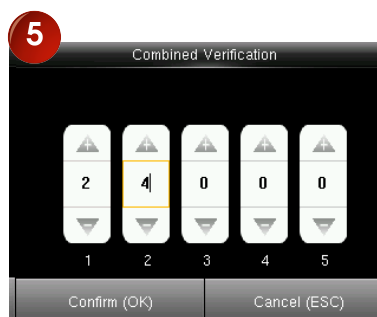 5
Combined Verification
2 4 0 0 0
1 2 3 4 5
Confirm (OK) Cancel (ESC)